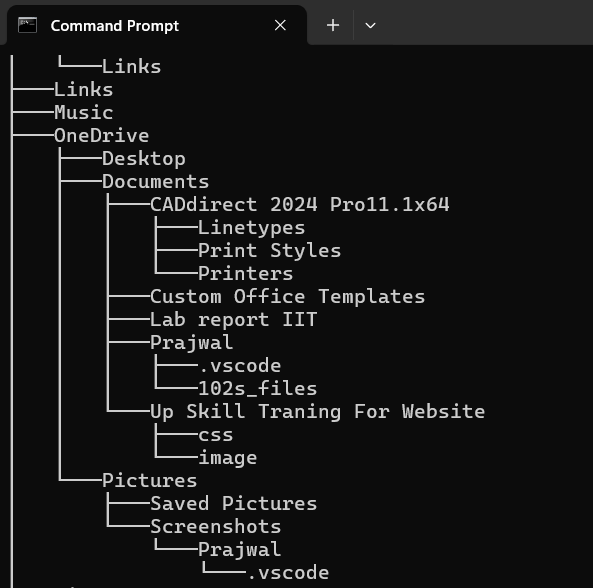 Command Prompt
Links
Links
Music
OneDrive
Desktop
Documents
CADdirect 2024 Pro11.1x64
Linetypes
Print Styles
Printers
Custom Office Templates
Lab report IIT
Prajwal
.vscode
102s_files
Up Skill Traning For Website
css
image
Pictures
Saved Pictures
Screenshots
Prajwal
.vscode